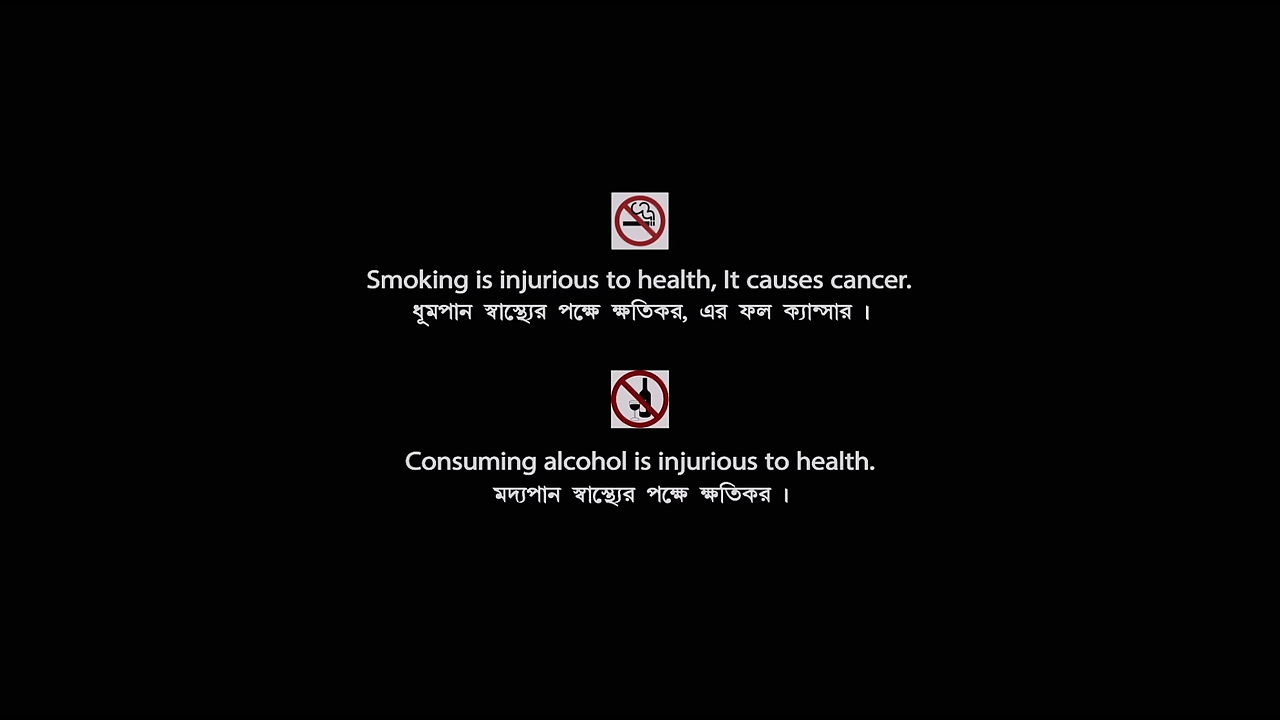 Smoking is injurious to health, It causes cancer.
ধূমপান স্বাস্থ্যের পক্ষে ক্ষতিকর, এর ফল ক্যান্সার ।
Consuming alcohol is injurious to health.
মদ্যপান স্বাস্থ্যের পক্ষে ক্ষতিকর ।